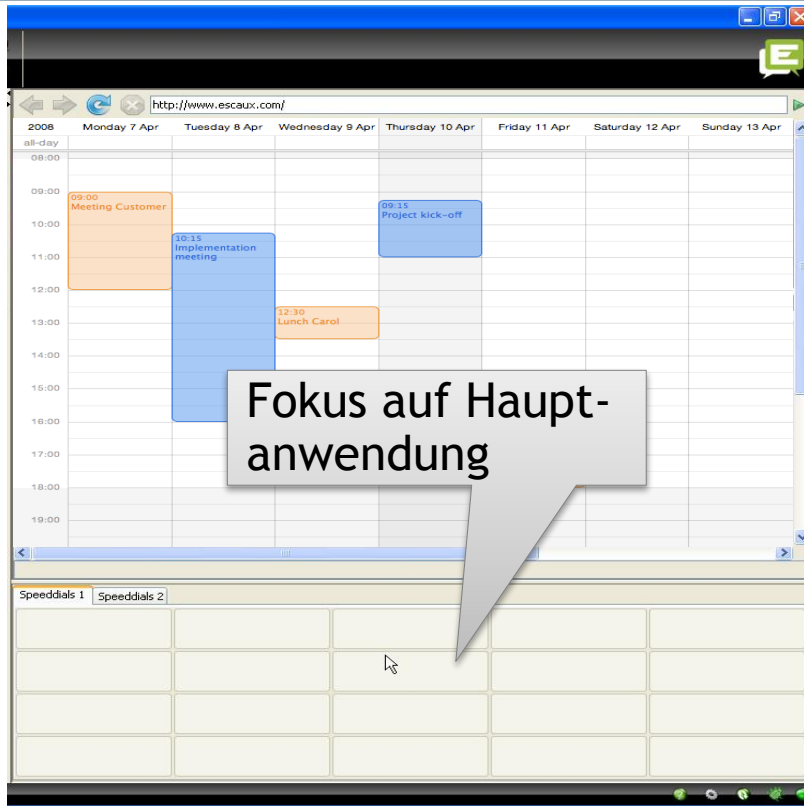 http://www.escaux.com/
2008 Monday 7 Apr Tuesday 8 Apr Wednesday 9 Apr Thursday 10 Apr Friday 11 Apr Saturday 12 Apr Sunday 13 Apr
all-day
08:00
09:00
09:00
Meeting Customer
09:15
Project kick-off
10:00
10:15
Implementation
meeting
11:00
12:00
12:30
Lunch Carol
13:00
14:00
15:00
Fokus auf Haupt-
anwendung
16:00
17:00
18:00
19:00
Speeddials 1 Speeddials 2